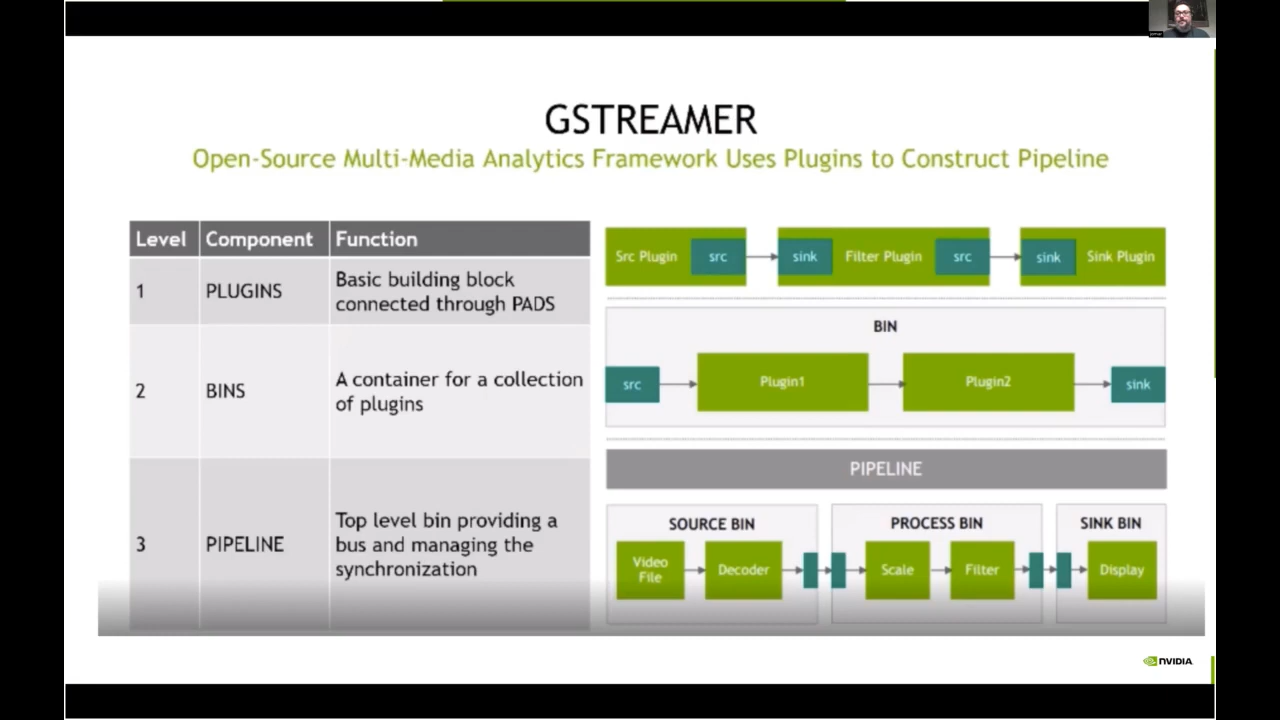 GSTREAMER
Open-Source Multi-Media Analytics Framework Uses Plugins to Construct Pipeline
Level Component Function
1 PLUGINS Basic building block
connected through PADS
2 BINS A container for a collection
of plugins
3 PIPELINE Top level bin providing a
bus and managing the
synchronization
Src Plugin src sink Filter Plugin src sink Sink Plugin
BIN
src Plugin1 Plugin2 sink
PIPELINE
SOURCE BIN PROCESS BIN SINK BIN
Video
File
Decoder Scale Filter Display
NVIDIA